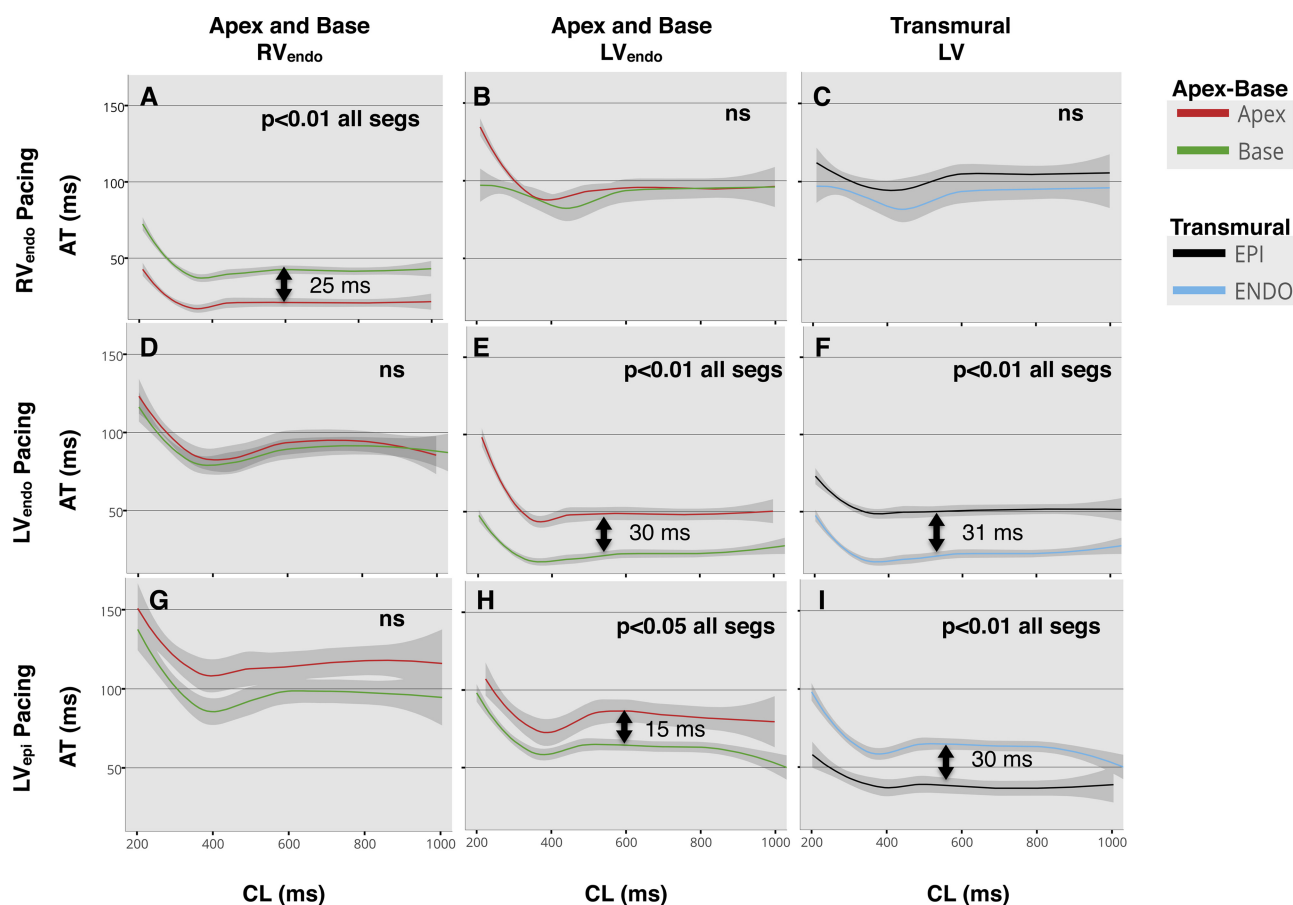 Apex and Base
RVendo
Apex and Base
LVendo
Transmural
LV
RVendo Pacing
AT (ms)
150
100
50
A
p<0.01 all segs
25 ms
B
ns
C
ns
Apex-Base
Apex
Base
Transmural
EPI
ENDO
LVendo Pacing
AT (ms)
150
100
50
D
ns
E
p<0.01 all segs
30 ms
F
p<0.01 all segs
31 ms
LVepi Pacing
AT (ms)
150
100
50
G
ns
H
p<0.05 all segs
15 ms
I
p<0.01 all segs
30 ms
200 400 600 800 1000
200 400 600 800 1000
200 400 600 800 1000
CL (ms)
CL (ms)
CL (ms)